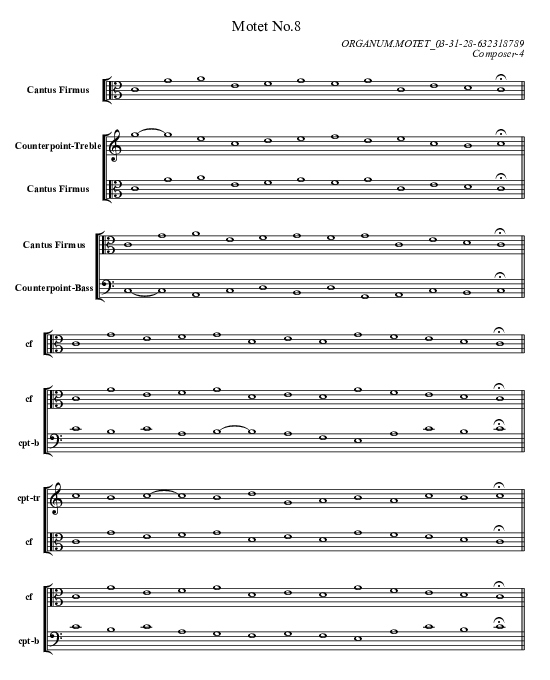 Motet No.8
ORGANUM.MOTET_03-31-28-632318789
Composer-4
Cantus Firmus
Counterpoint-Treble
Cantus Firmus
Cantus Firmus
Counterpoint-Bass
cf
cf
cpt-b
cpt-tr
cf
cf
cpt-b